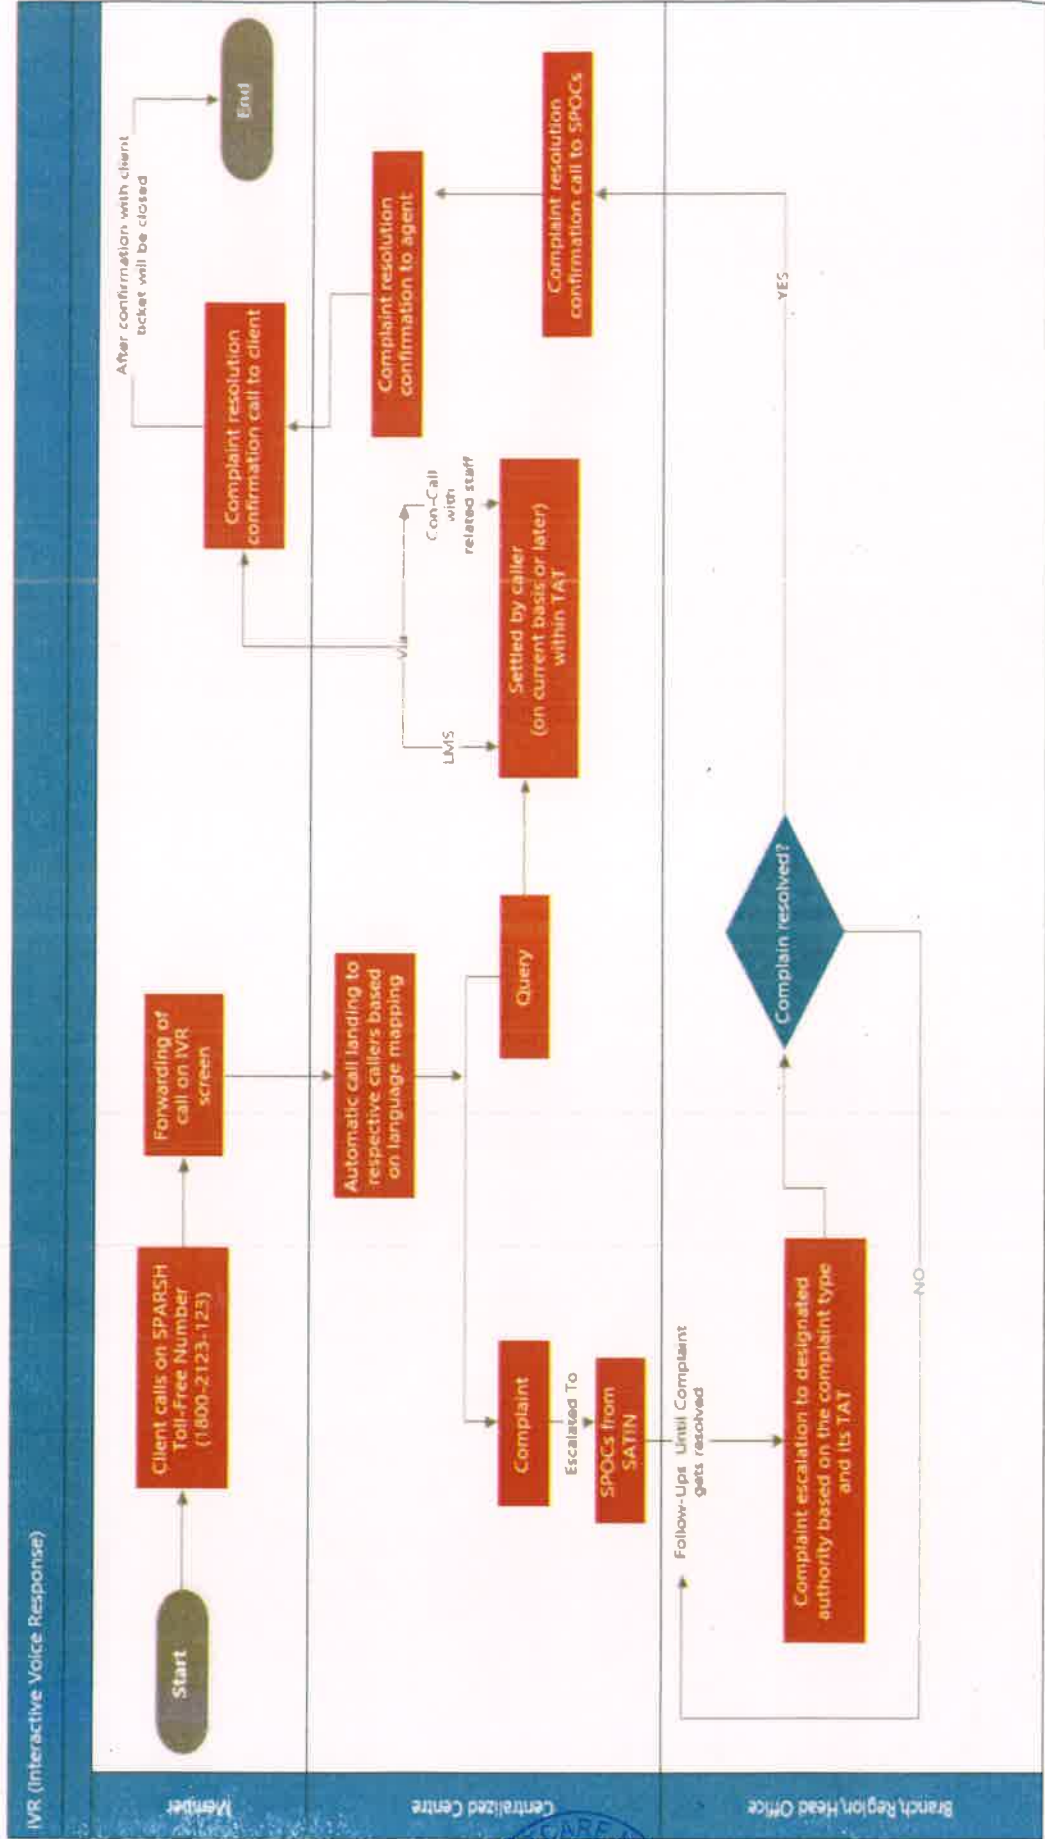 IVR (Interactive Voice Response)
Member
Start
Client calls on SPARSH
Toll-Free Number
(1800-2123-123)
Forwarding of
call on IVR
screen
Complaint resolution
confirmation call to client
After confirmation with client
ticket will be closed
End
Centralized Centre
Automatic call landing to
respective callers based
on language mapping
Complaint
Escalated To
SPOCs from
SATIN
Query
Via
LMS
Con-Call
with
related staff
Settled by caller
(on current basis or later)
within TAT
Complaint resolution
confirmation to agent
Complaint resolution
confirmation call to SPOCs
Branch,Region,Head Office
Follow-Ups Until Complaint
gets resolved
Complaint escalation to designated
authority based on the complaint type
and its TAT
Complain resolved?
YES
NO
CARE